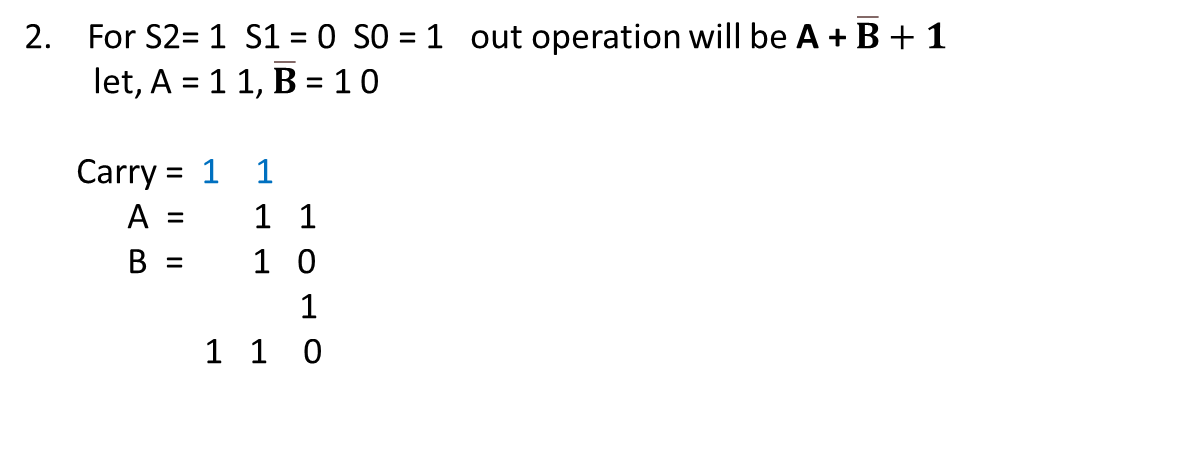 2. For S2= 1 S1 = 0 S0 = 1 out operation will be A + B̅ + 1
let, A = 1 1, B̅ = 1 0
Carry = 1 1
A = 1 1
B = 1 0
1
1 1 0